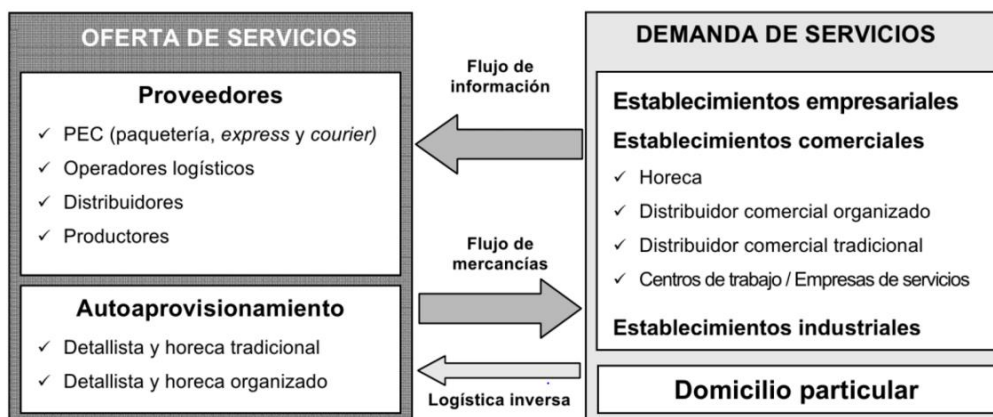 OFERTA DE SERVICIOS
Proveedores
✓ PEC (paquetería, express y courier)
✓ Operadores logísticos
✓ Distribuidores
✓ Productores
Autoaprovisionamiento
✓ Detallista y horeca tradicional
✓ Detallista y horeca organizado
Flujo de
información
Flujo de
mercancías
Logística inversa
DEMANDA DE SERVICIOS
Establecimientos empresariales
Establecimientos comerciales
✓ Horeca
✓ Distribuidor comercial organizado
✓ Distribuidor comercial tradicional
✓ Centros de trabajo / Empresas de servicios
Establecimientos industriales
Domicilio particular